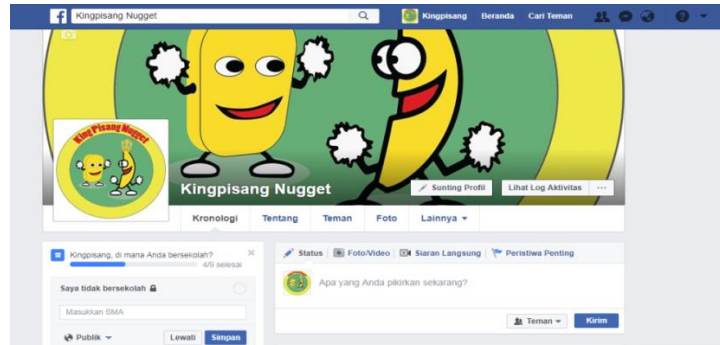 Kingpisang Nugget
Kingpisang Beranda Cari Teman
King Pisang Nugget
Kingpisang Nugget
Sunting Profil Lihat Log Aktivitas ...
Kronologi Tentang Teman Foto Lainnya
Kingpisang, di mana Anda bersekolah?
4/9 selesai
Saya tidak bersekolah
Masukkan SMA
Publik Lewati Simpan
Status Foto/Video Siaran Langsung Peristiwa Penting
Apa yang Anda pikirkan sekarang?
Teman Kirim